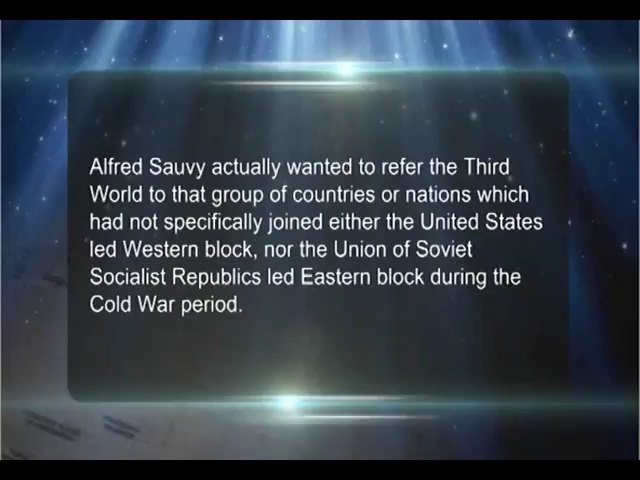 Alfred Sauvy actually wanted to refer the Third
World to that group of countries or nations which
had not specifically joined either the United States
led Western block, nor the Union of Soviet
Socialist Republics led Eastern block during the
Cold War period.